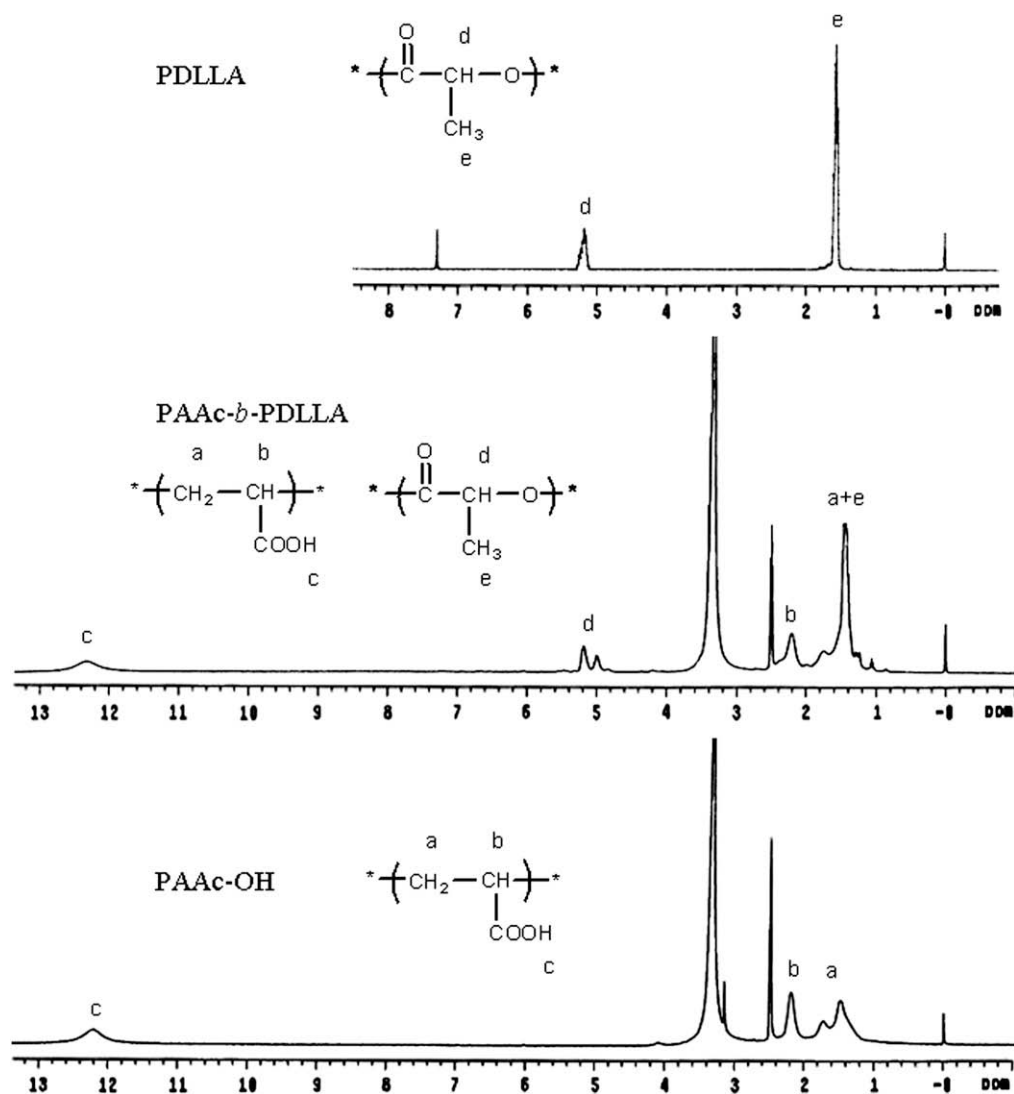 e
O
d
PDLLA
* ( C CH O ) *
CH3
e
d
8 7 6 5 4 3 2 1 -0 ppm
PAAc-b-PDLLA
a b
O
d
a+e
* ( CH2 CH ) *
* ( C CH O ) *
COOH
CH3
c
e
c
d
b
13 12 11 10 9 8 7 6 5 4 3 2 1 -0 ppm
a b
PAAc-OH
* ( CH2 CH ) *
COOH
c
b a
c
13 12 11 10 9 8 7 6 5 4 3 2 1 -0 ppm